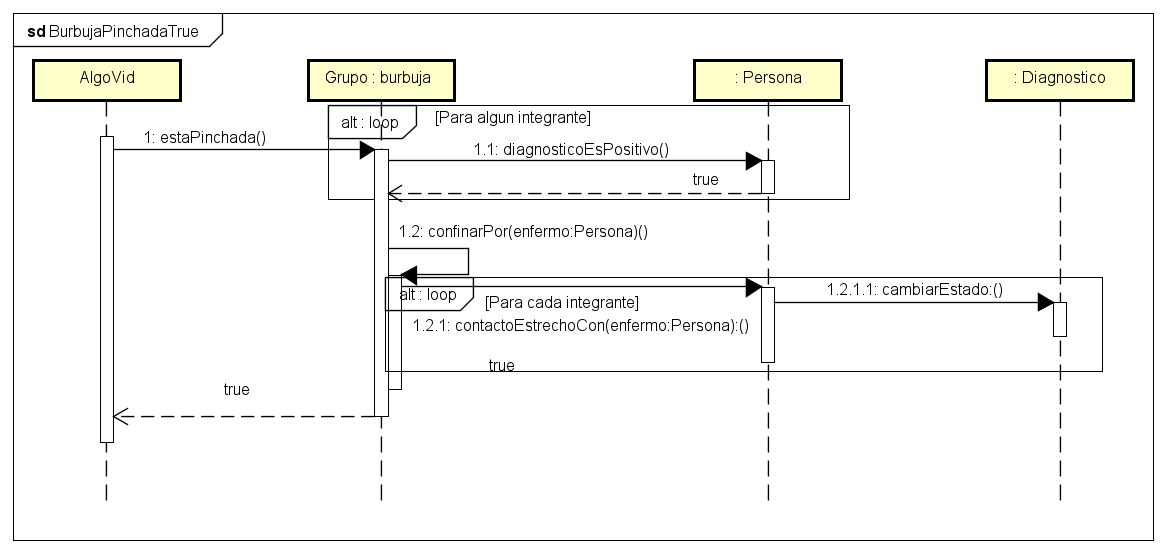 sd BurbujaPinchadaTrue
AlgoVid
Grupo : burbuja
: Persona
: Diagnostico
alt : loop
[Para algun integrante]
1: estaPinchada()
1.1: diagnosticoEsPositivo()
true
1.2: confinarPor(enfermo:Persona)()
alt : loop
[Para cada integrante]
1.2.1.1: cambiarEstado:()
1.2.1: contactoEstrechoCon(enfermo:Persona):()
true
true